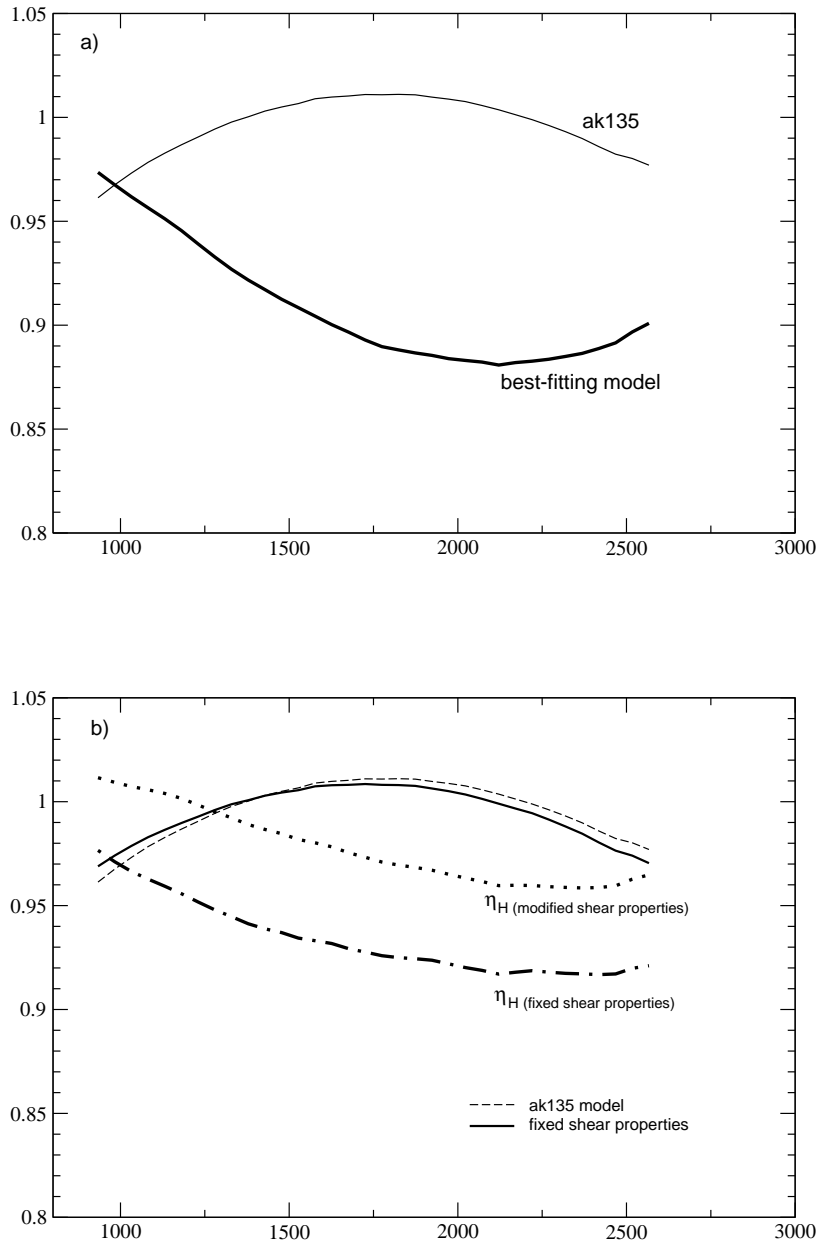 1.05
a)
1
ak135
0.95
0.9
best-fitting model
0.85
0.8
1000 1500 2000 2500 3000
1.05
b)
1
0.95
ηH (modified shear properties)
ηH (fixed shear properties)
0.9
0.85
ak135 model
fixed shear properties
0.8
1000 1500 2000 2500 3000